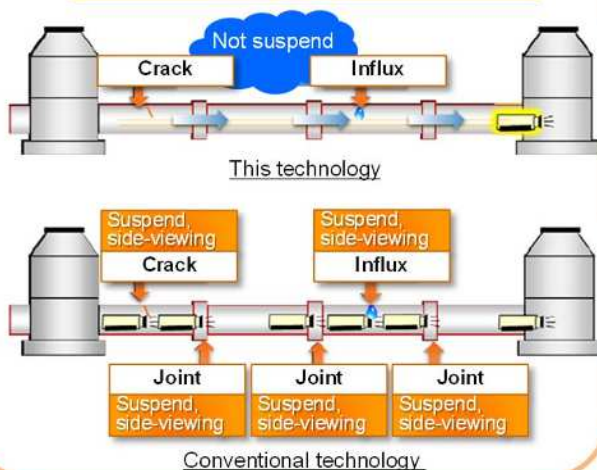 Not suspend
Crack
Influx
This technology
Suspend,
side-viewing
Crack
Suspend,
side-viewing
Influx
Joint
Suspend,
side-viewing
Joint
Suspend,
side-viewing
Joint
Suspend,
side-viewing
Conventional technology